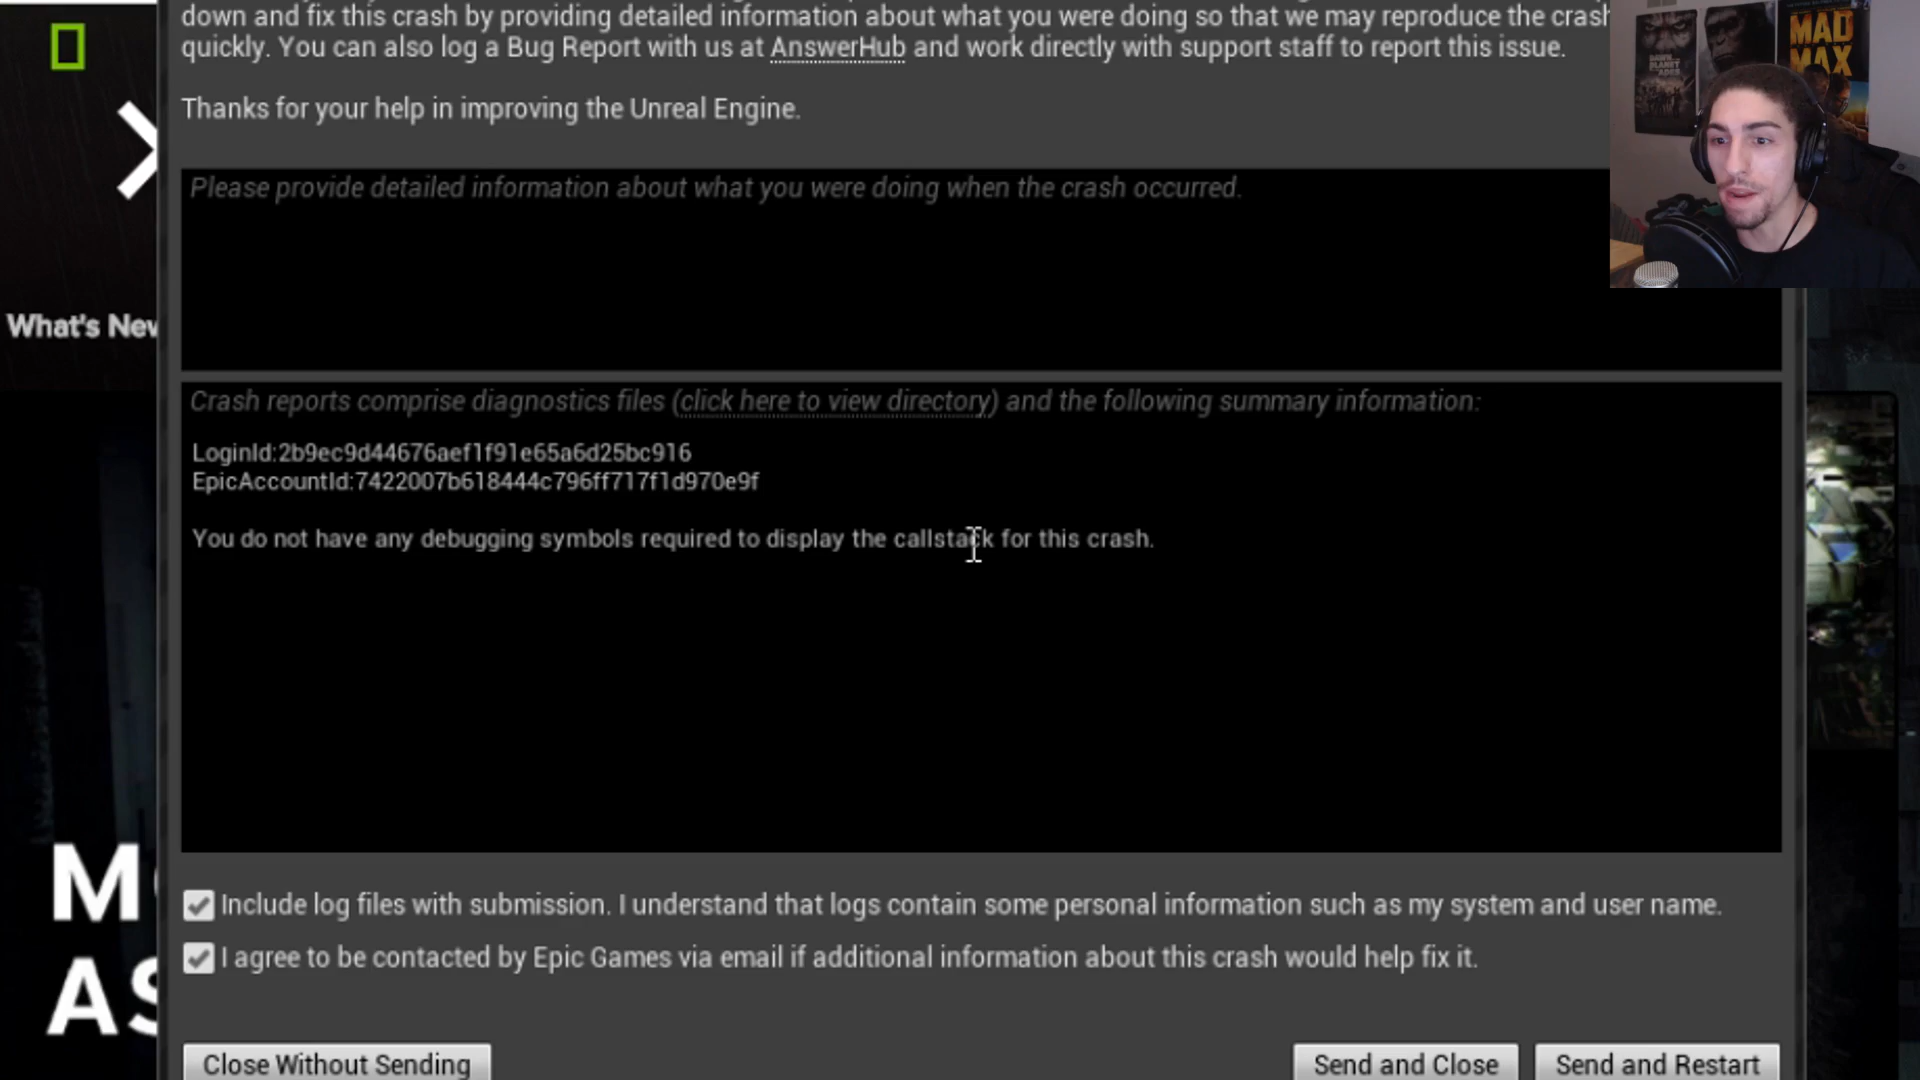 down and fix this crash by providing detailed information about what you were doing so that we may reproduce the crash
quickly. You can also log a Bug Report with us at AnswerHub and work directly with support staff to report this issue.
Thanks for your help in improving the Unreal Engine.
Please provide detailed information about what you were doing when the crash occurred.
What's New
Crash reports comprise diagnostics files (click here to view directory) and the following summary information:
LoginId:2b9ec9d44676aef1f91e65a6d25bc916
EpicAccountId:7422007b618444c796ff717f1d970e9f
You do not have any debugging symbols required to display the callstack for this crash.
Include log files with submission. I understand that logs contain some personal information such as my system and user name.
I agree to be contacted by Epic Games via email if additional information about this crash would help fix it.
M
AS
Close Without Sending
Send and Close
Send and Restart
DAWN
PLANET
APES
MAD
MAX